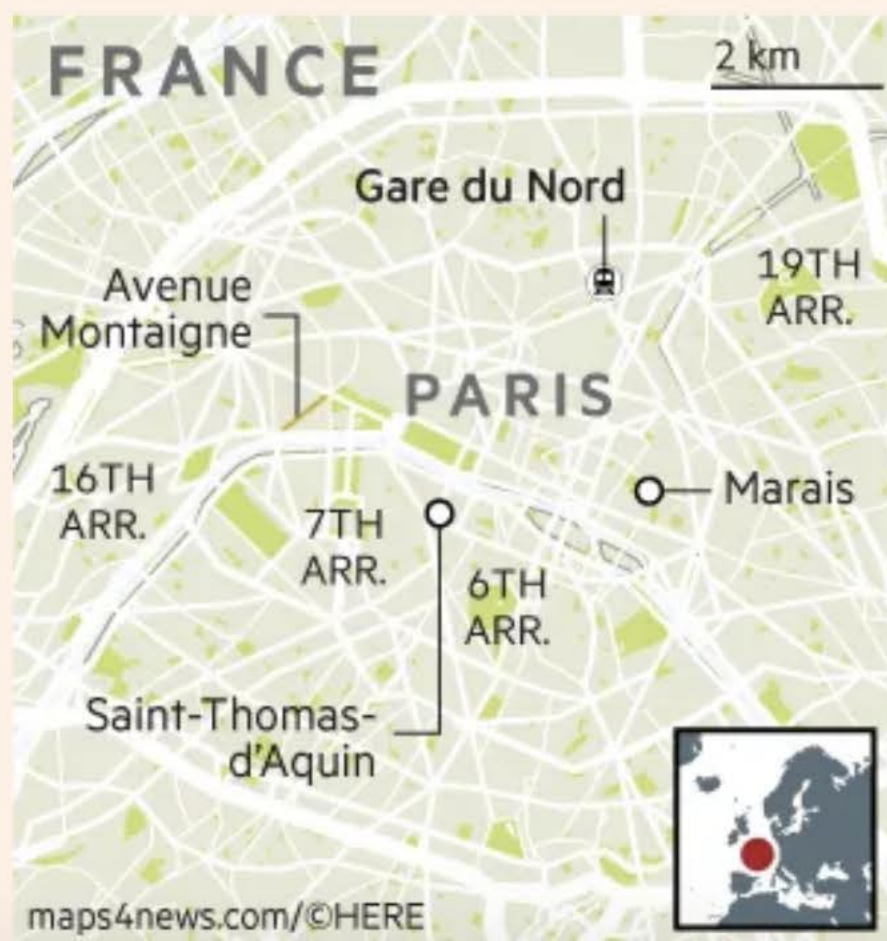 FRANCE
2 km
Gare du Nord
19TH
ARR.
Avenue
Montaigne
PARIS
16TH
ARR.
7TH
ARR.
Marais
6TH
ARR.
Saint-Thomas-
d'Aquin
maps4news.com/©HERE